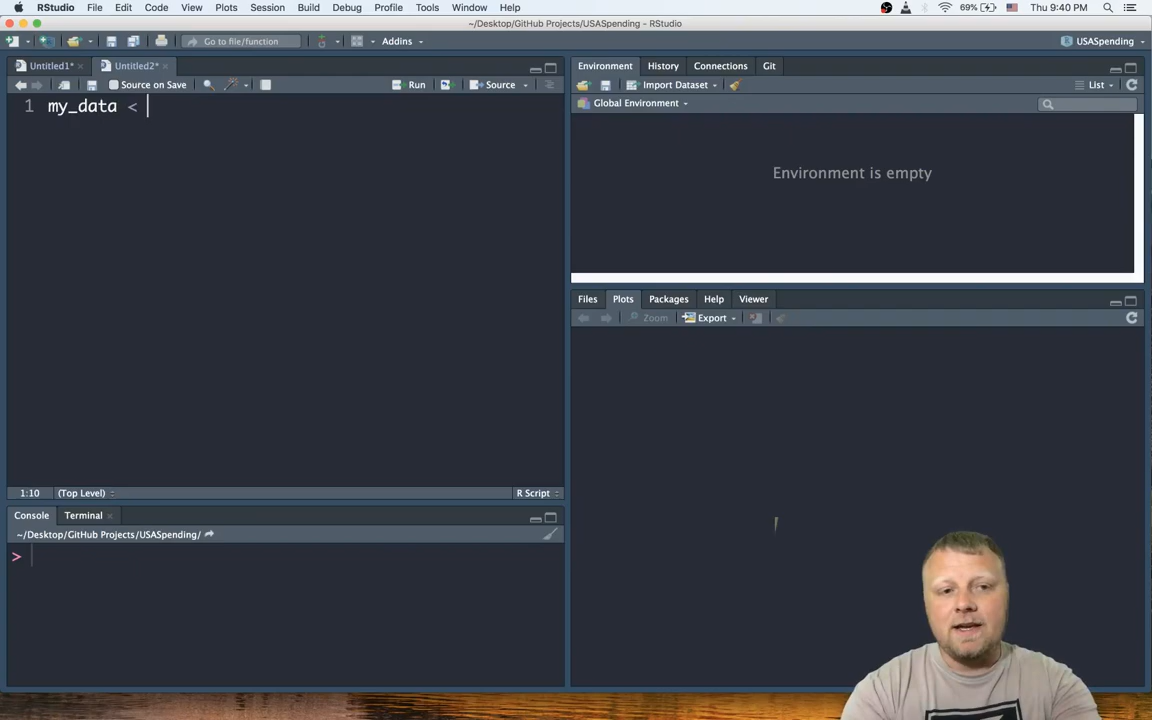 RStudio File Edit Code View Plots Session Build Debug Profile Tools Window Help 69% Thu 9:40 PM
~/Desktop/GitHub Projects/USASpending - RStudio
Go to file/function Addins USASpending
Untitled1* × Untitled2* ×
Source on Save Run Source
1 my_data <
1:10 (Top Level) R Script
Console Terminal ×
~/Desktop/GitHub Projects/USASpending/
>
Environment History Connections Git
Import Dataset List
Global Environment
Environment is empty
Files Plots Packages Help Viewer
Zoom Export